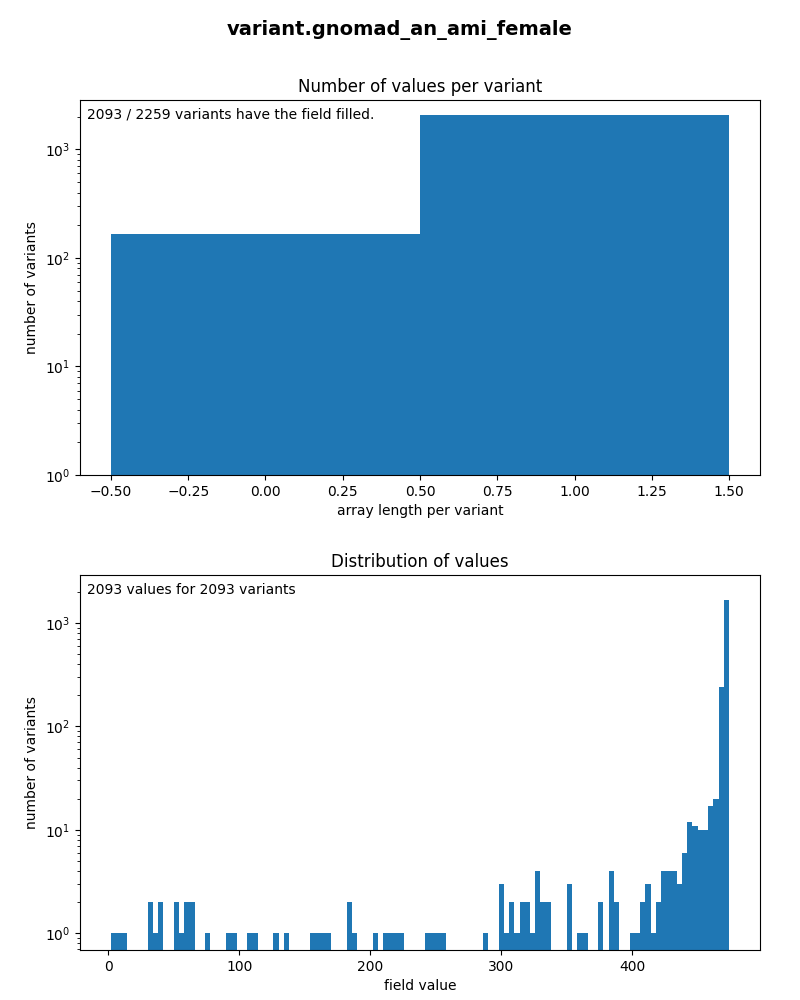 variant.gnomad_an_ami_female
Number of values per variant
2093 / 2259 variants have the field filled.
10³
10²
10¹
10⁰
number of variants
−0.50
−0.25
0.00
0.25
0.50
0.75
1.00
1.25
1.50
array length per variant
Distribution of values
2093 values for 2093 variants
10³
10²
10¹
10⁰
number of variants
0
100
200
300
400
field value